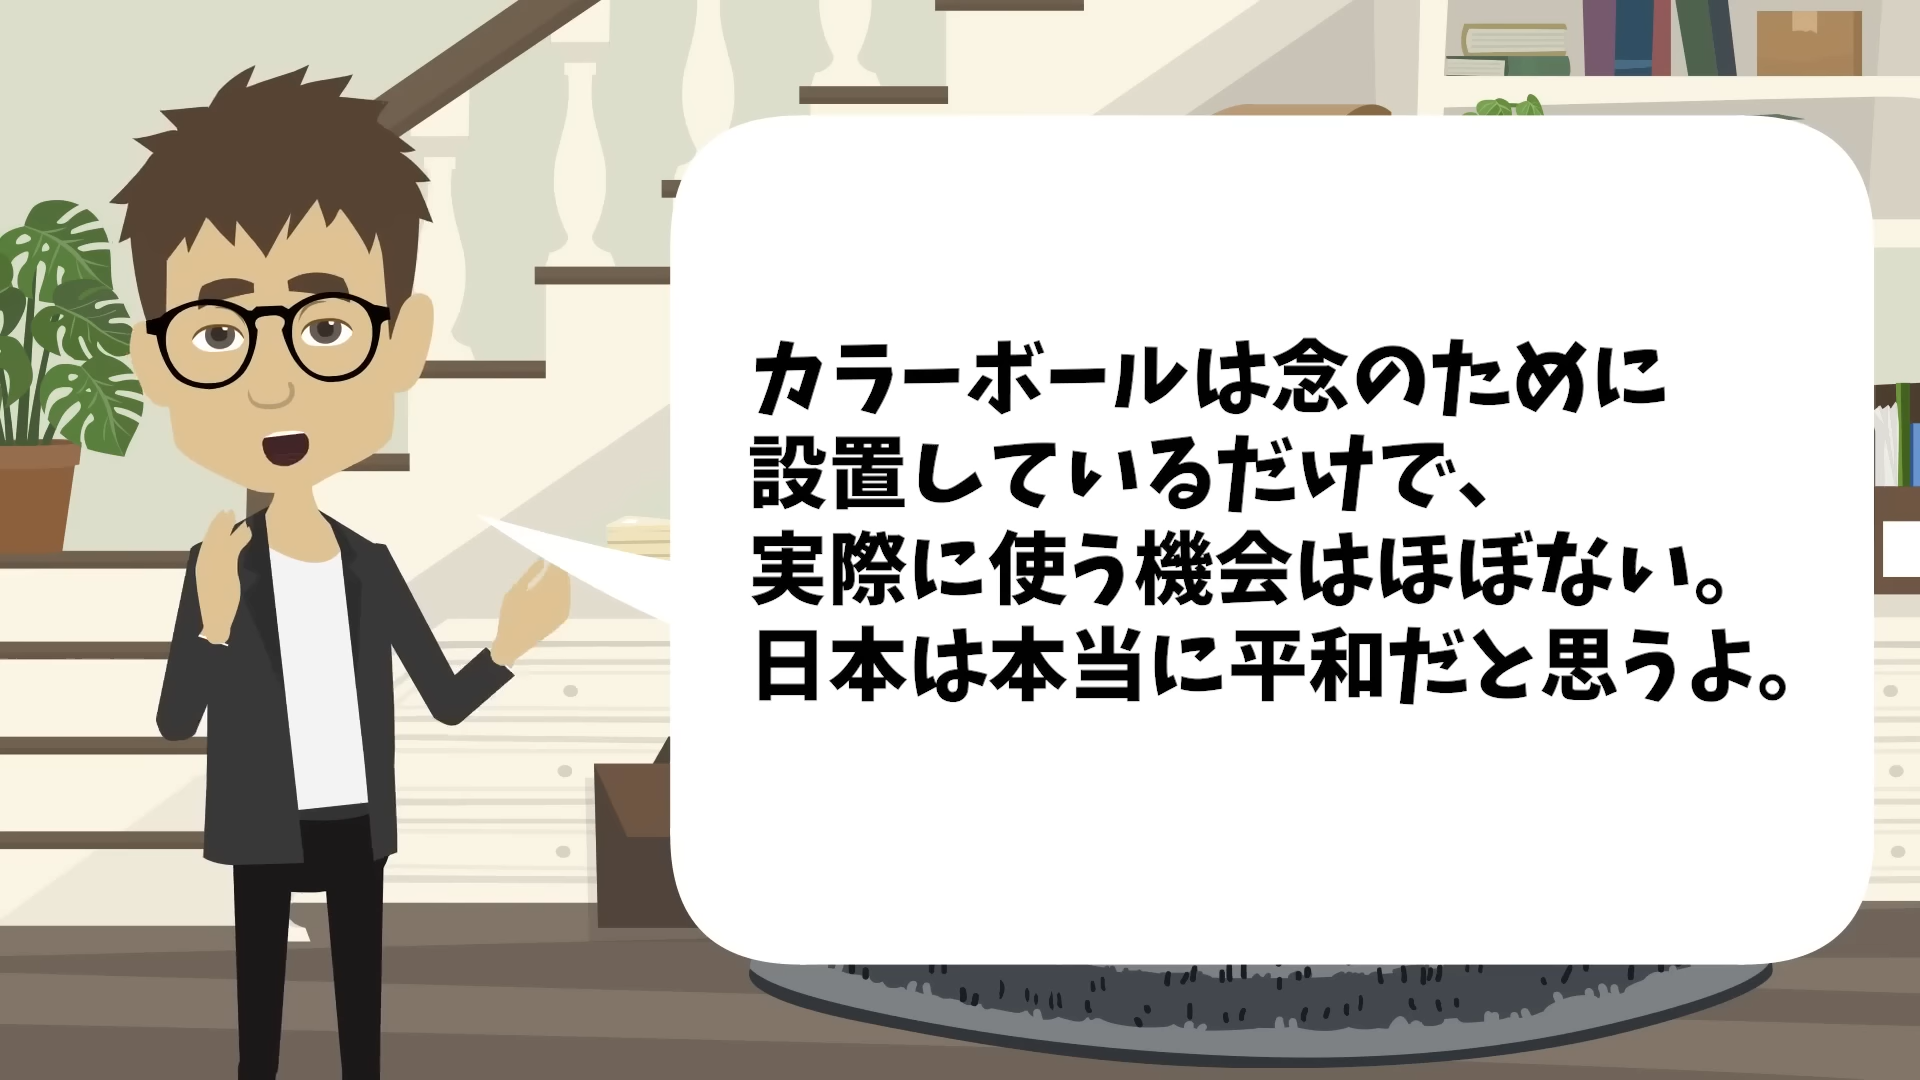 カラーボールは念のために
設置しているだけで、
実際に使う機会はほぼない。
日本は本当に平和だと思うよ。